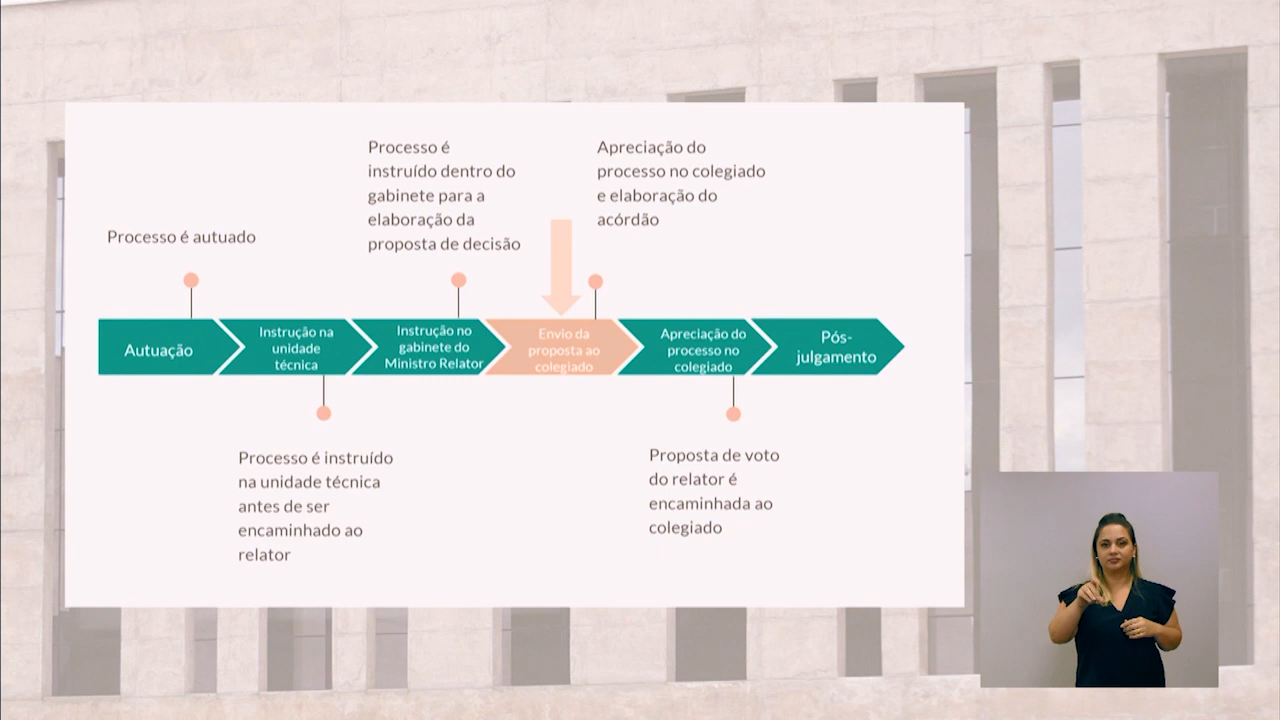 Processo é
instruído dentro do
gabinete para a
elaboração da
proposta de decisão
Apreciação do
processo no colegiado
e elaboração do
acórdão
Processo é autuado
Autuação
Instrução na
unidade
técnica
Instrução no
gabinete do
Ministro Relator
Envio da
proposta ao
colegiado
Apreciação do
processo no
colegiado
Pós-
julgamento
Processo é instruído
na unidade técnica
antes de ser
encaminhado ao
relator
Proposta de voto
do relator é
encaminhada ao
colegiado